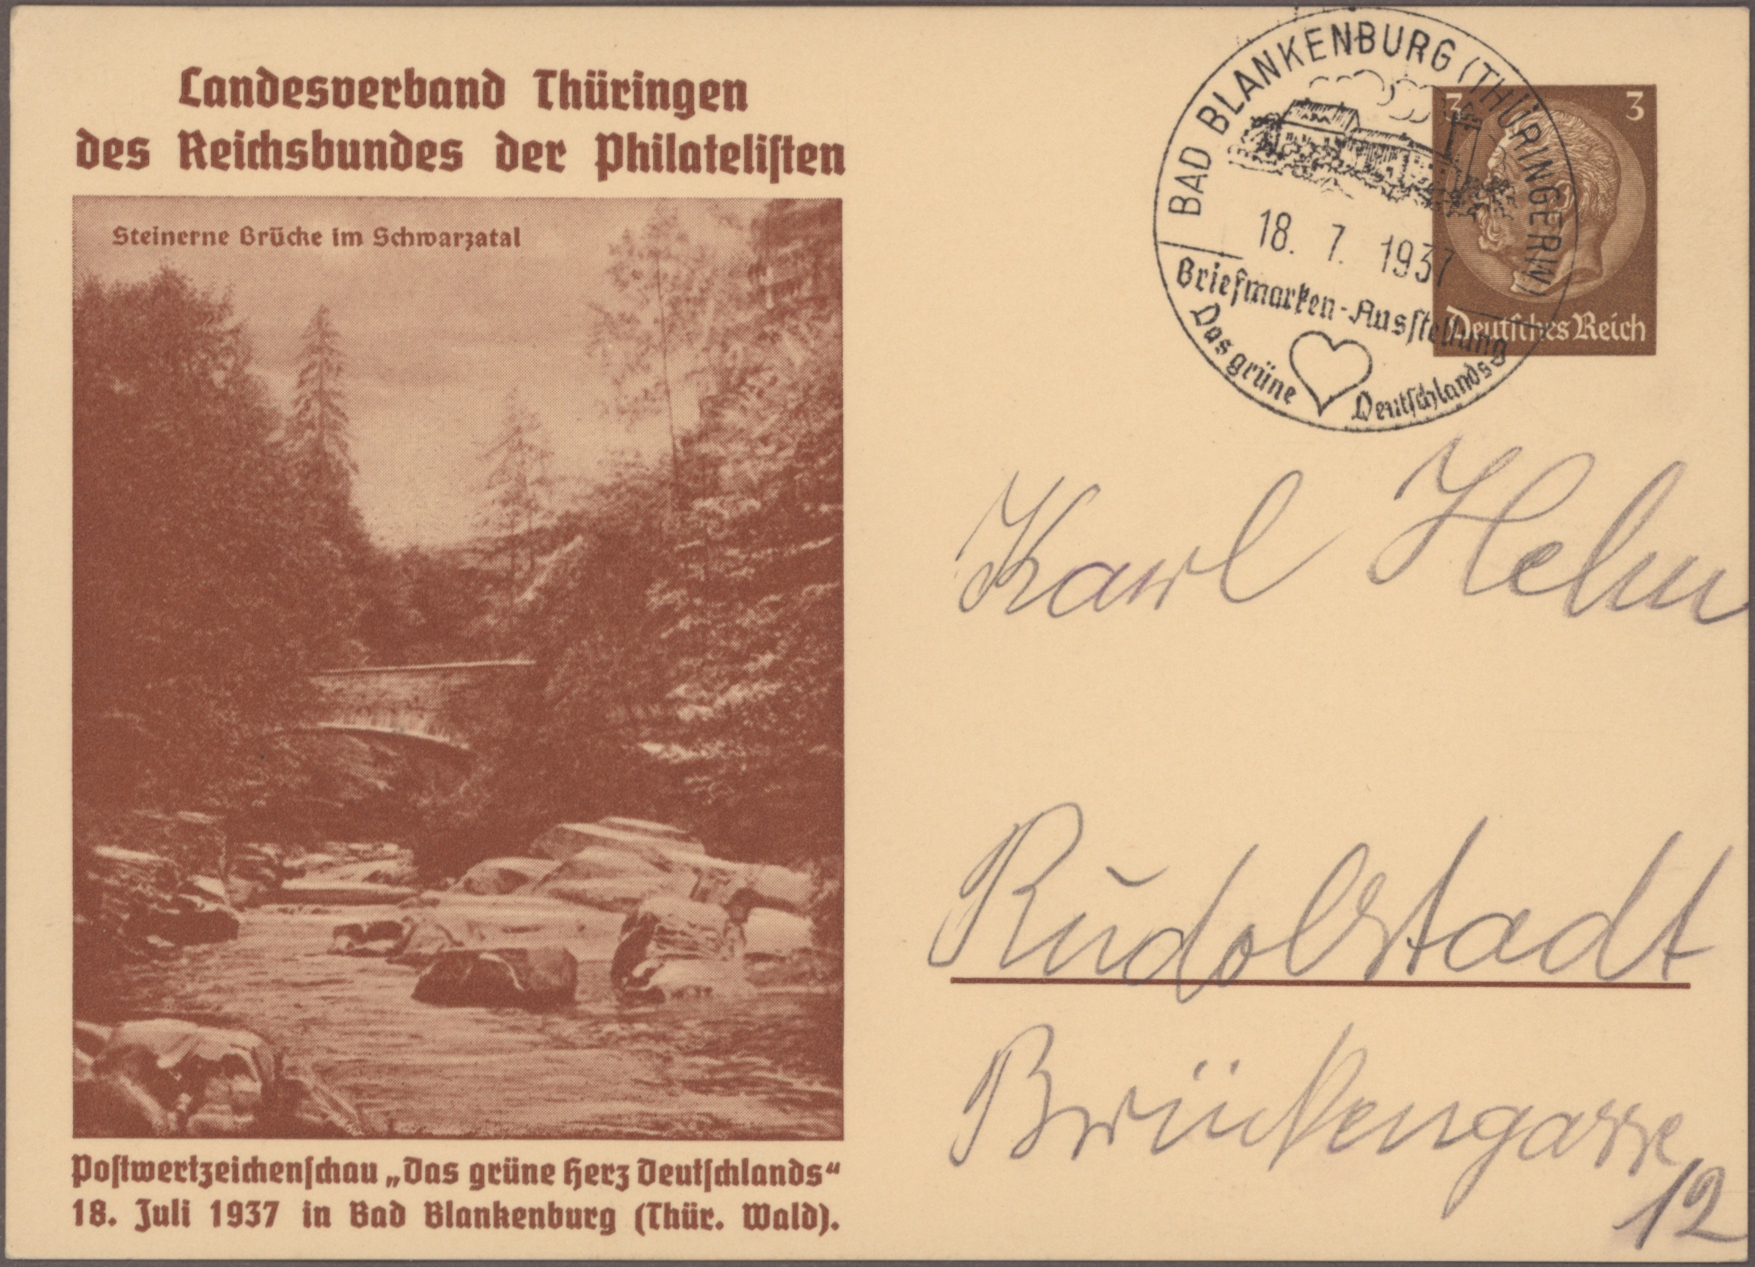 Landesverband Thüringen
des Reichsbundes der Philatelisten
Steinerne Brücke im Schwarzatal
Postwertzeichenschau „Das grüne Herz Deutschlands“
18. Juli 1937 in Bad Blankenburg (Thür. Wald).
BAD BLANKENBURG (THÜRINGERW)
18. 7. 1937
Briefmarken-Ausstellung
Das grüne Deutschlands
3 3
Deutsches Reich
Karl Helm
Rudolstadt
Brückengasse
12